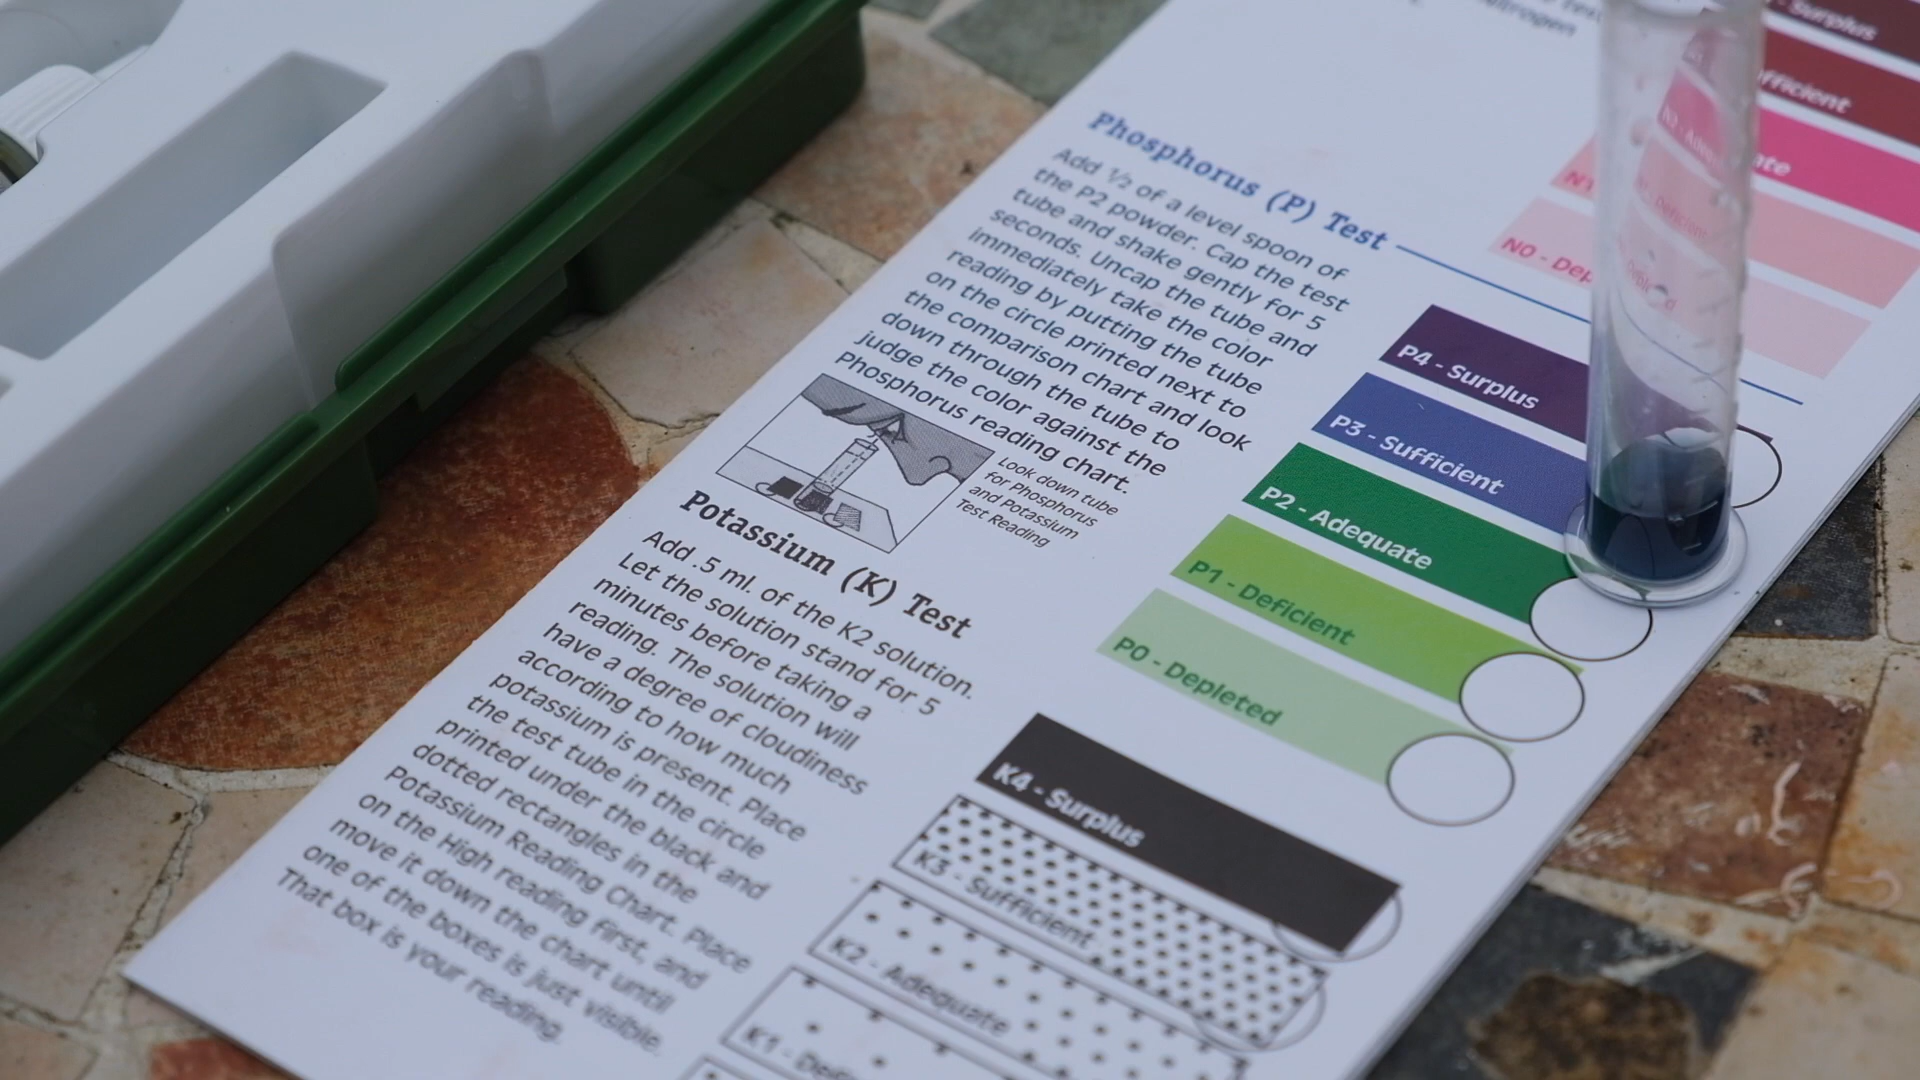 Nitrogen
Surplus
fficient
ate
N1
N0 - Dep
Phosphorus (P) Test
Add ½ of a level spoon of
the P2 powder. Cap the test
tube and shake gently for 5
seconds. Uncap the tube and
immediately take the color
reading by putting the tube
on the circle printed next to
the comparison chart and look
down through the tube to
judge the color against the
Phosphorus reading chart.
Look down tube
for Phosphorus
and Potassium
Test Reading
P4 - Surplus
P3 - Sufficient
P2 - Adequate
P1 - Deficient
P0 - Depleted
Potassium (K) Test
Add .5 ml. of the K2 solution.
Let the solution stand for 5
minutes before taking a
reading. The solution will
have a degree of cloudiness
according to how much
potassium is present. Place
the test tube in the circle
printed under the black and
dotted rectangles in the
Potassium Reading Chart. Place
on the High reading first, and
move it down the chart until
one of the boxes is just visible.
That box is your reading.
K4 - Surplus
K3 - Sufficient
K2 - Adequate
K1 - Defi